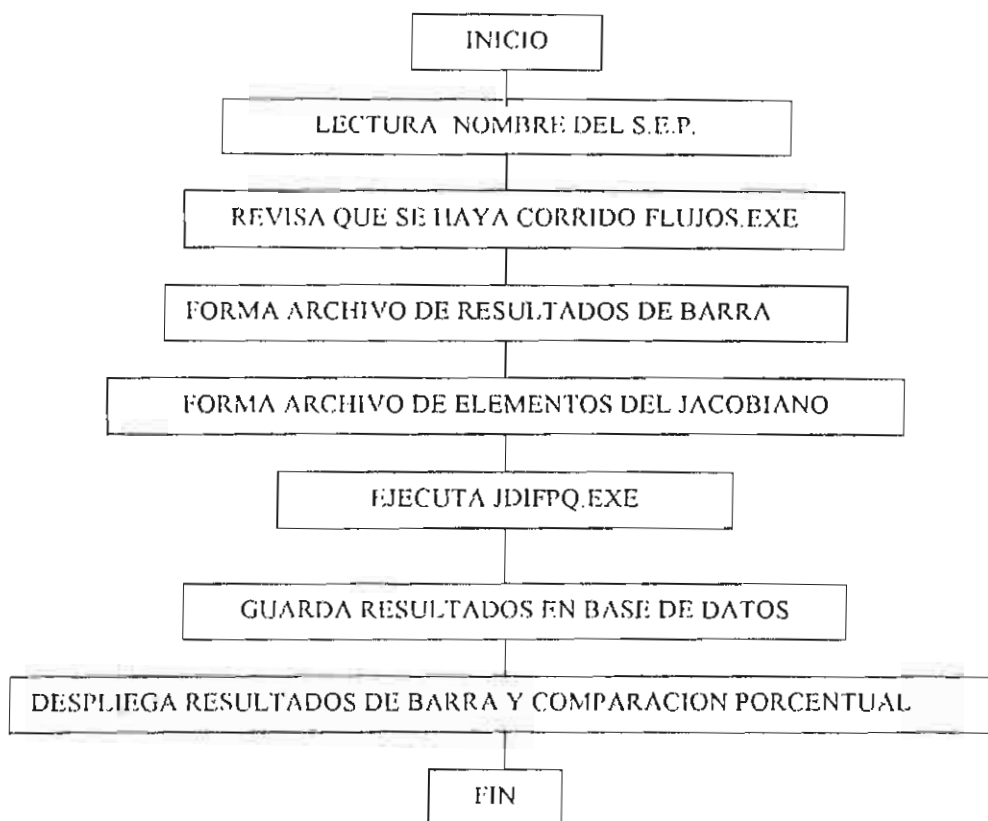 INICIO
LECTURA NOMBRE DEL S.E.P.
REVISA QUE SE HAYA CORRIDO FLUJOS.EXE
FORMA ARCHIVO DE RESULTADOS DE BARRA
FORMA ARCHIVO DE ELEMENTOS DEL JACOBIANO
EJECUTA JDIFPQ.EXE
GUARDA RESULTADOS EN BASE DE DATOS
DESPLIEGA RESULTADOS DE BARRA Y COMPARACION PORCENTUAL
FIN